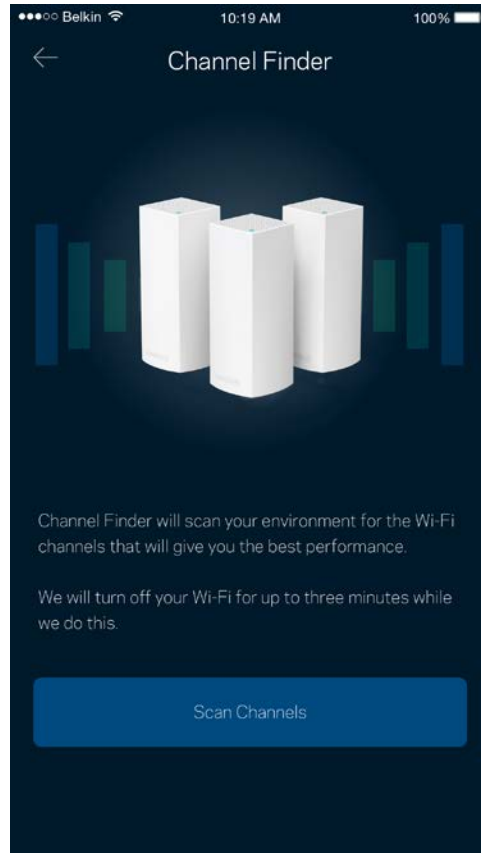 Belkin 10:19 AM 100%
Channel Finder
Channel Finder will scan your environment for the Wi-Fi
channels that will give you the best performance.
We will turn off your Wi-Fi for up to three minutes while
we do this.
Scan Channels